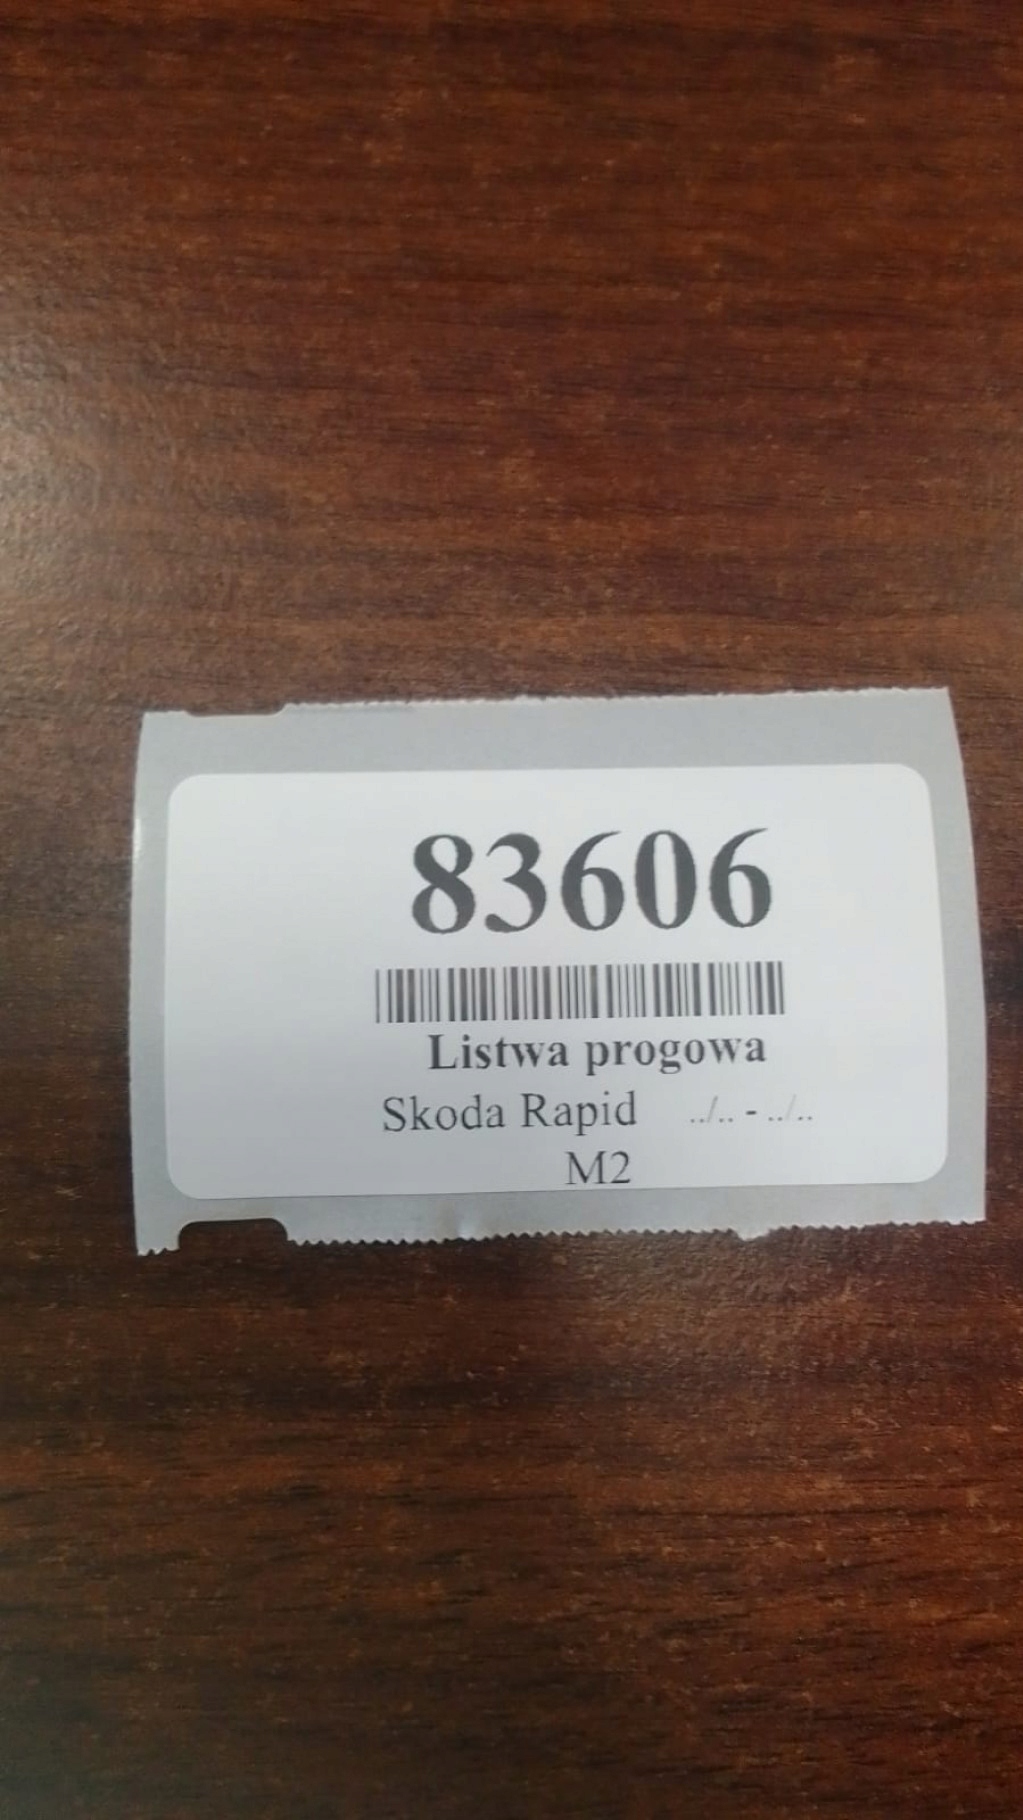 83606
Listwa progowa
Skoda Rapid ../.. - ../..
M2